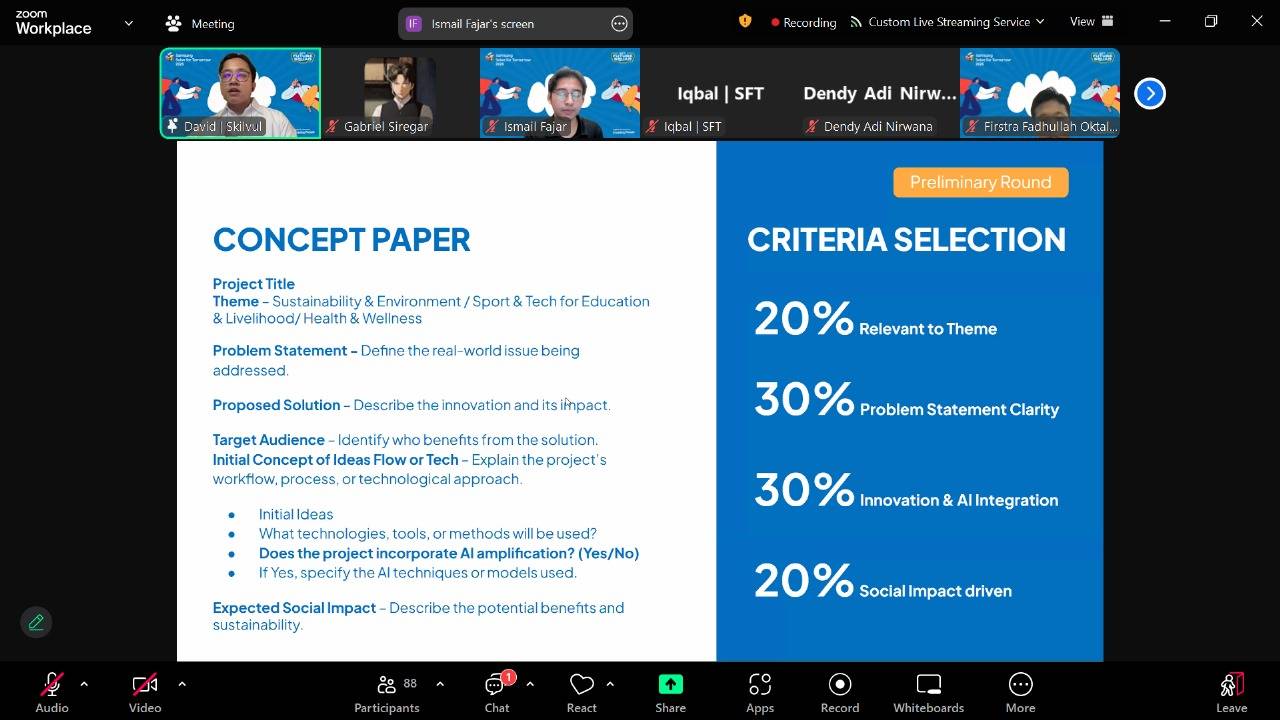 zoom
Workplace
Meeting
IF Ismail Fajar's screen
Recording
Custom Live Streaming Service
View
David | Skilvul
Gabriel Siregar
Ismail Fajar
Iqbal | SFT
Iqbal | SFT
Dendy Adi Nirw...
Dendy Adi Nirwana
Firstra Fadhullah Oktal...
Preliminary Round
CONCEPT PAPER
Project Title
Theme – Sustainability & Environment / Sport & Tech for Education
& Livelihood/ Health & Wellness
Problem Statement – Define the real-world issue being
addressed.
Proposed Solution – Describe the innovation and its impact.
Target Audience – Identify who benefits from the solution.
Initial Concept of Ideas Flow or Tech – Explain the project's
workflow, process, or technological approach.
● Initial Ideas
● What technologies, tools, or methods will be used?
● Does the project incorporate AI amplification? (Yes/No)
● If Yes, specify the AI techniques or models used.
Expected Social Impact – Describe the potential benefits and
sustainability.
CRITERIA SELECTION
20% Relevant to Theme
30% Problem Statement Clarity
30% Innovation & AI Integration
20% Social Impact driven
Audio
Video
88
Participants
1
Chat
React
Share
Apps
Record
Whiteboards
More
Leave